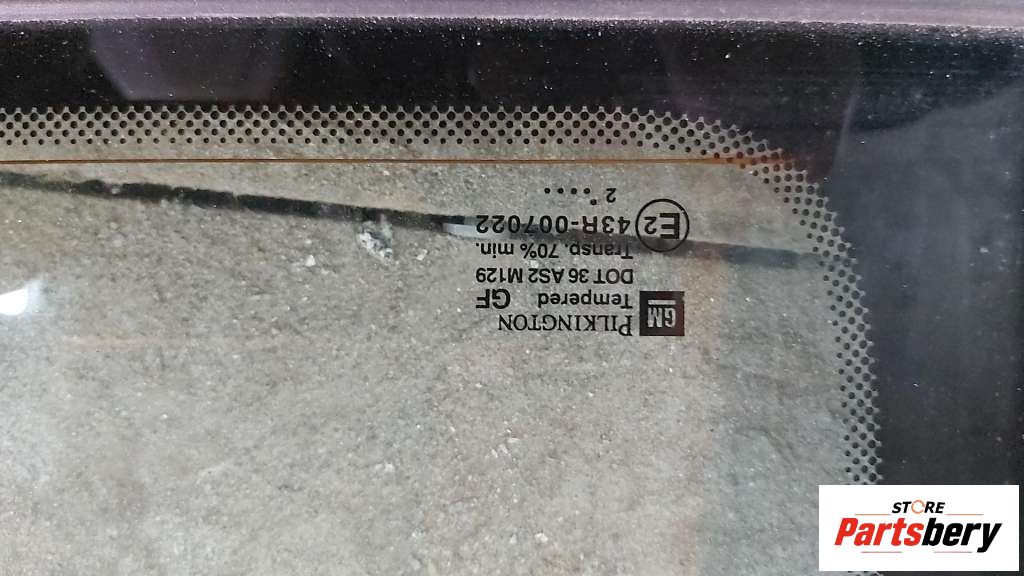 GM PILKINGTON
Tempered GF
DOT 36 AS2 M129
Transp. 70% min.
E2 43R-007022
2 .....
STORE
Partsbery